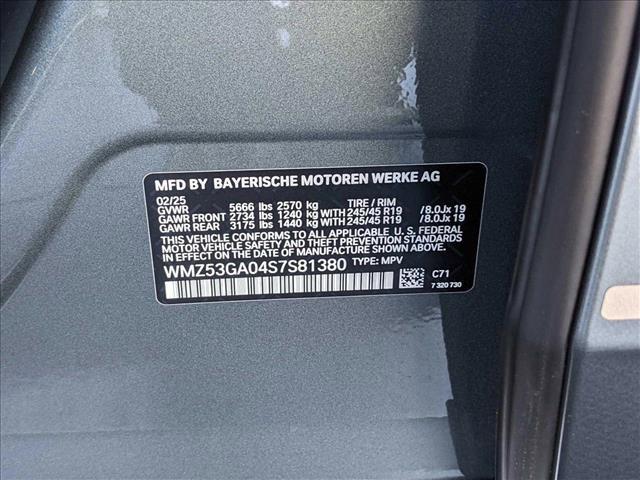 MFD BY BAYERISCHE MOTOREN WERKE AG
02/25 TIRE / RIM
GVWR 5666 lbs 2570 kg
GAWR FRONT 2734 lbs 1240 kg WITH 245/45 R19 /8.0Jx 19
GAWR REAR 3175 lbs 1440 kg WITH 245/45 R19 /8.0Jx 19
THIS VEHICLE CONFORMS TO ALL APPLICABLE U. S. FEDERAL
MOTOR VEHICLE SAFETY AND THEFT PREVENTION STANDARDS
IN EFFECT ON THE DATE OF MANUFACTURE SHOWN ABOVE.
WMZ53GA04S7S81380 TYPE: MPV
C71
7 320 730